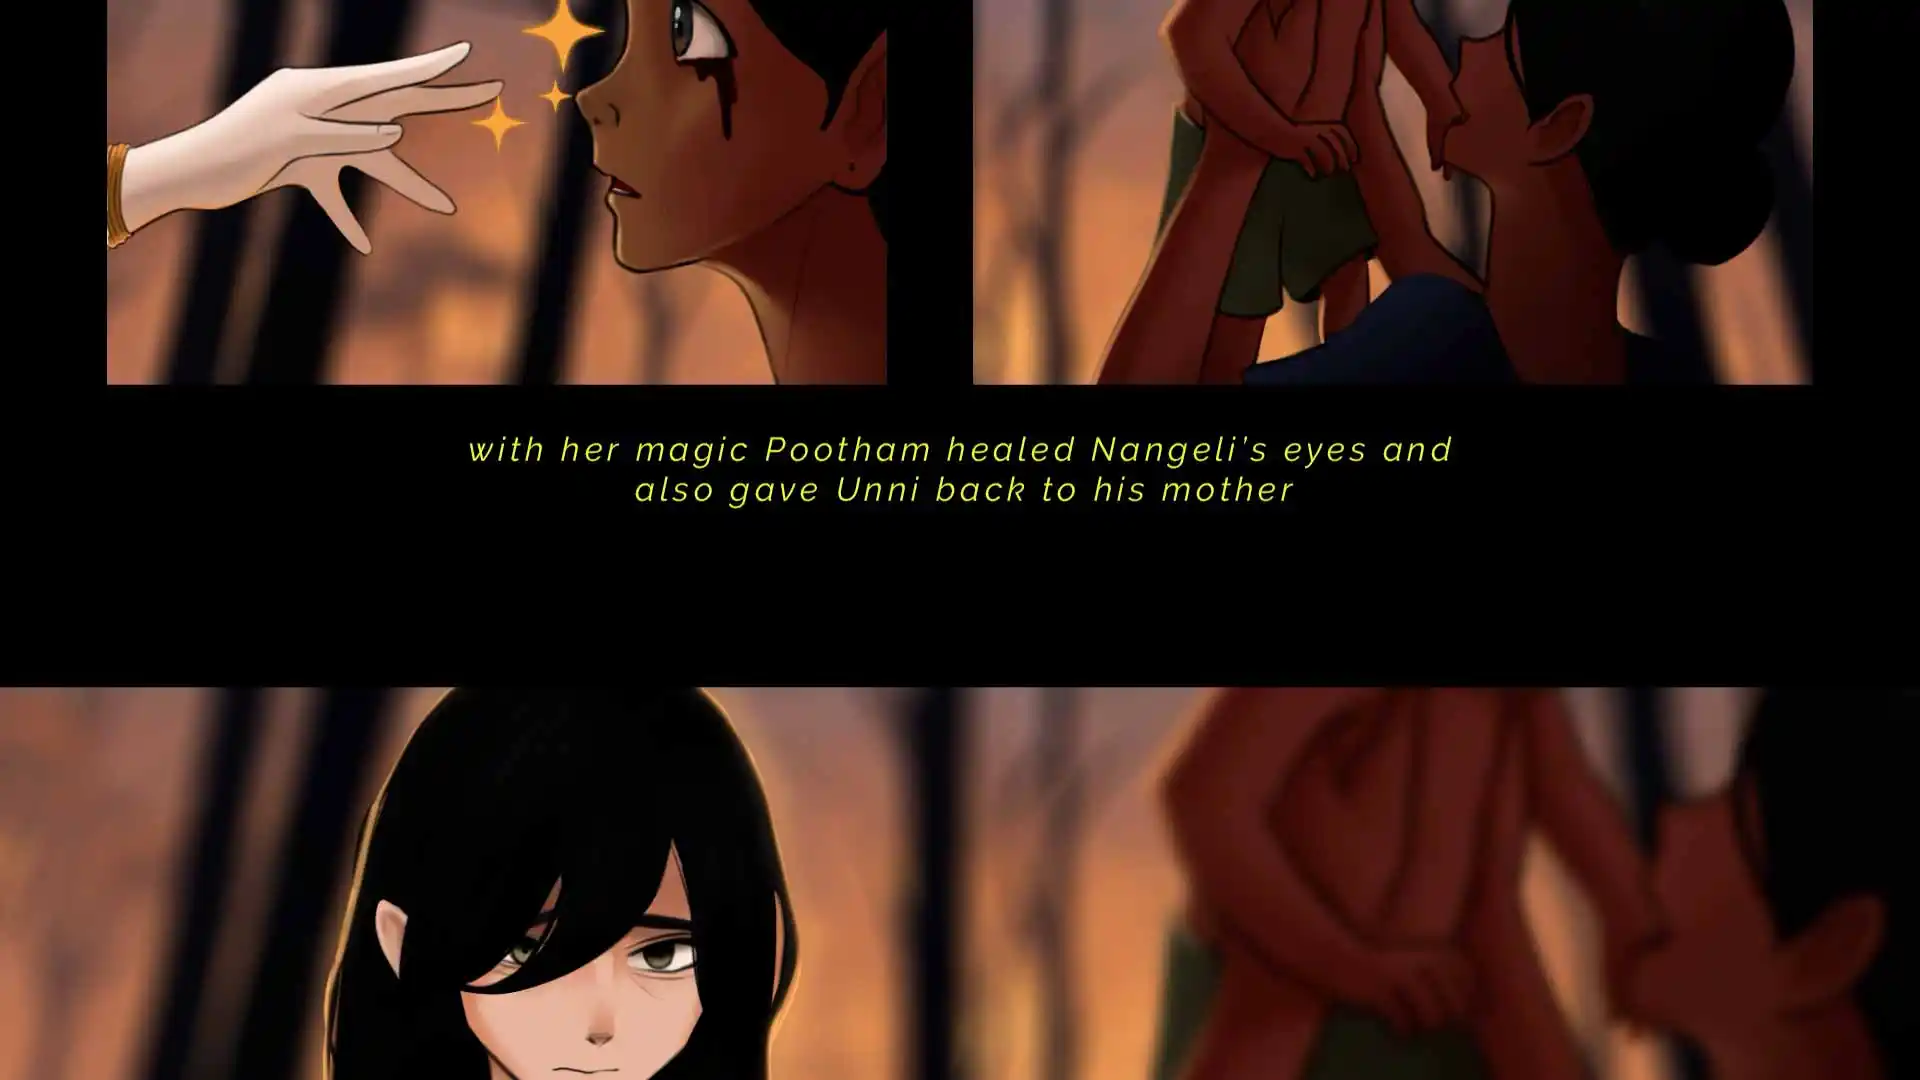 with her magic Pootham healed Nangeli's eyes and
also gave Unni back to his mother